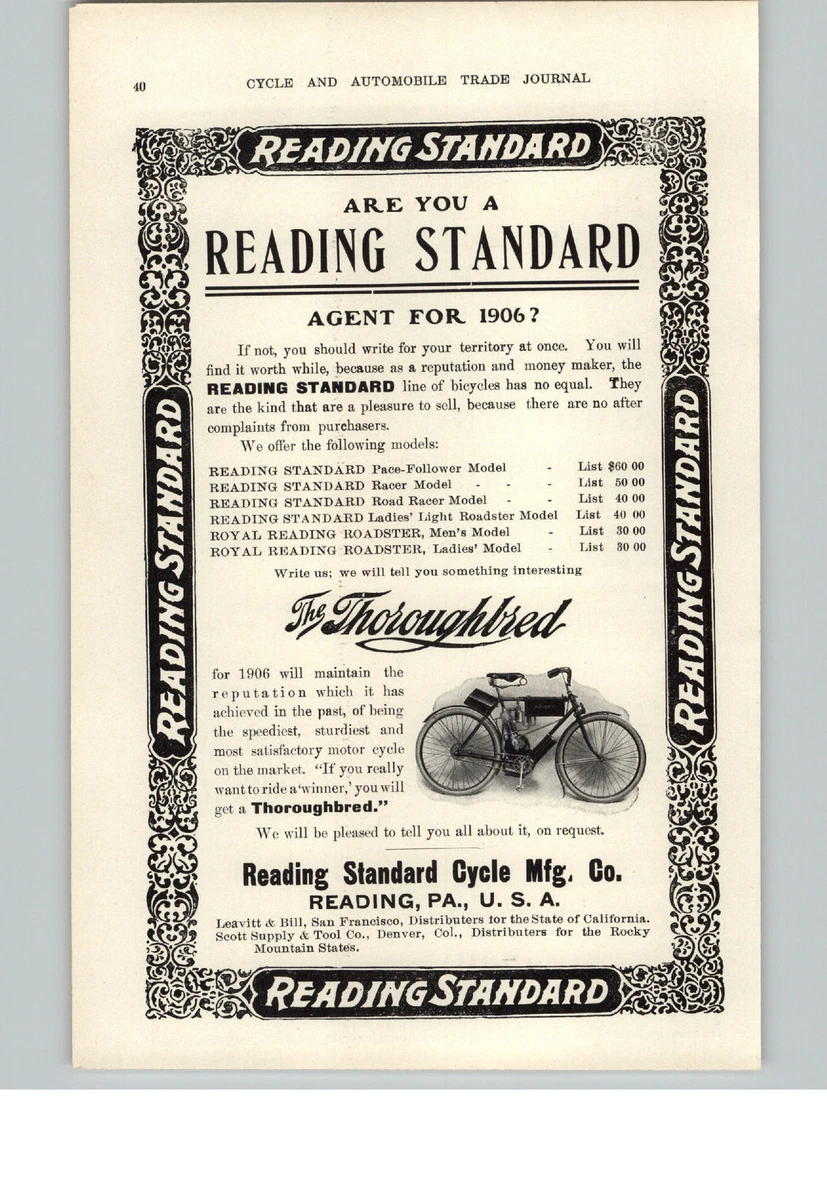 40
CYCLE AND AUTOMOBILE TRADE JOURNAL
READING STANDARD
ARE YOU A
READING STANDARD
AGENT FOR 1906?
If not, you should write for your territory at once. You will
find it worth while, because as a reputation and money maker, the
READING STANDARD line of bicycles has no equal. They
are the kind that are a pleasure to sell, because there are no after
complaints from purchasers.
We offer the following models:
READING STANDARD Pace-Follower Model - List $60 00
READING STANDARD Racer Model - - - List 50 00
READING STANDARD Road Racer Model - - List 40 00
READING STANDARD Ladies' Light Roadster Model List 40 00
ROYAL READING ROADSTER, Men's Model - List 30 00
ROYAL READING ROADSTER, Ladies' Model - List 30 00
Write us; we will tell you something interesting
The Thoroughbred
for 1906 will maintain the
reputation which it has
achieved in the past, of being
the speediest, sturdiest and
most satisfactory motor cycle
on the market. "If you really
want to ride a 'winner,' you will
get a Thoroughbred."
We will be pleased to tell you all about it, on request.
Reading Standard Cycle Mfg. Co.
READING, PA., U. S. A.
Leavitt & Bill, San Francisco, Distributers for the State of California.
Scott Supply & Tool Co., Denver, Col., Distributers for the Rocky
Mountain States.
READING STANDARD
READING STANDARD
READING STANDARD